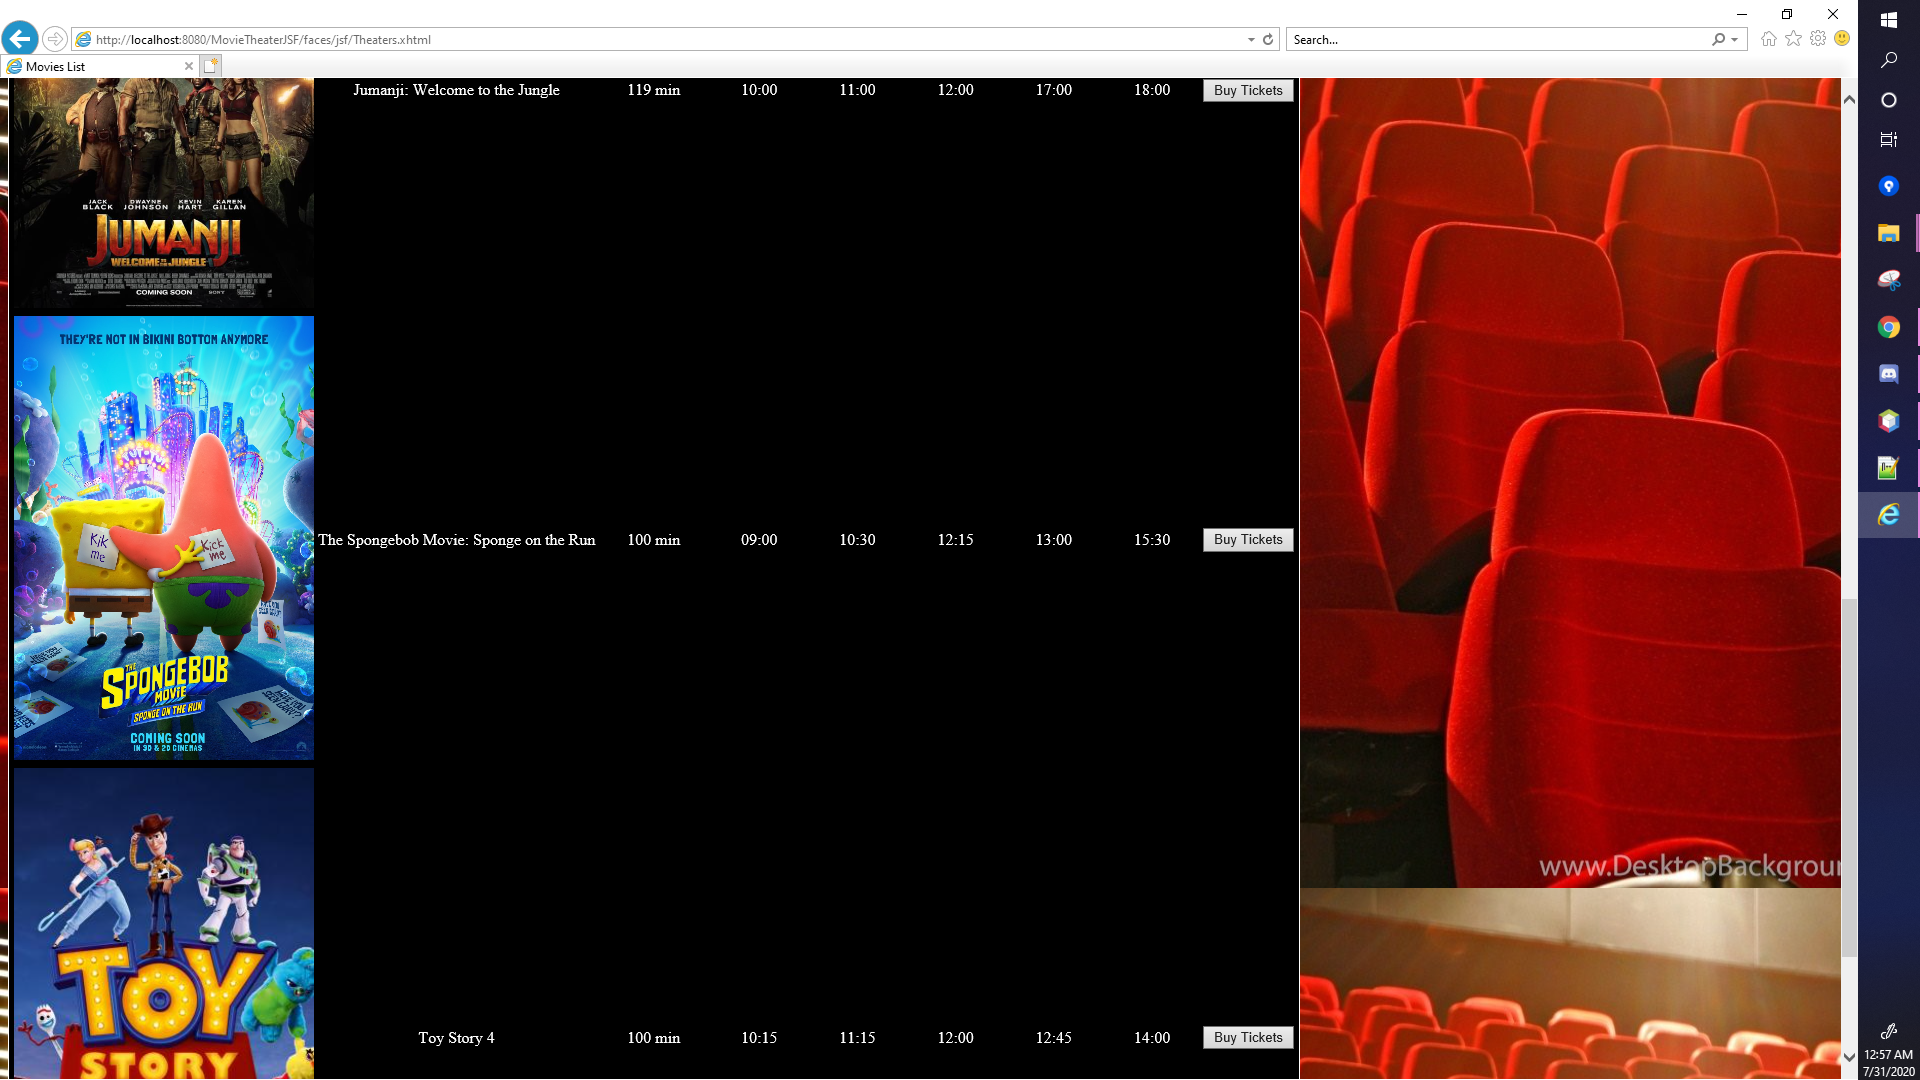 http://localhost:8080/MovieTheaterJSF/faces/jsf/Theaters.xhtml
Search...
Movies List
Jumanji: Welcome to the Jungle 119 min 10:00 11:00 12:00 17:00 18:00 Buy Tickets
JACK BLACK DWAYNE JOHNSON KEVIN HART KAREN GILLAN
JUMANJI
WELCOME TO THE JUNGLE
COMING SOON
SONY
THEY'RE NOT IN BIKINI BOTTOM ANYMORE
Kik me
Kick me
The Spongebob Movie: Sponge on the Run 100 min 09:00 10:30 12:15 13:00 15:30 Buy Tickets
THE
SPONGEBOB
MOVIE
SPONGE ON THE RUN
COMING SOON
IN 3D & 2D CINEMAS
TOY
STORY
Toy Story 4 100 min 10:15 11:15 12:00 12:45 14:00 Buy Tickets
www.DesktopBackgroun
12:57 AM
7/31/2020